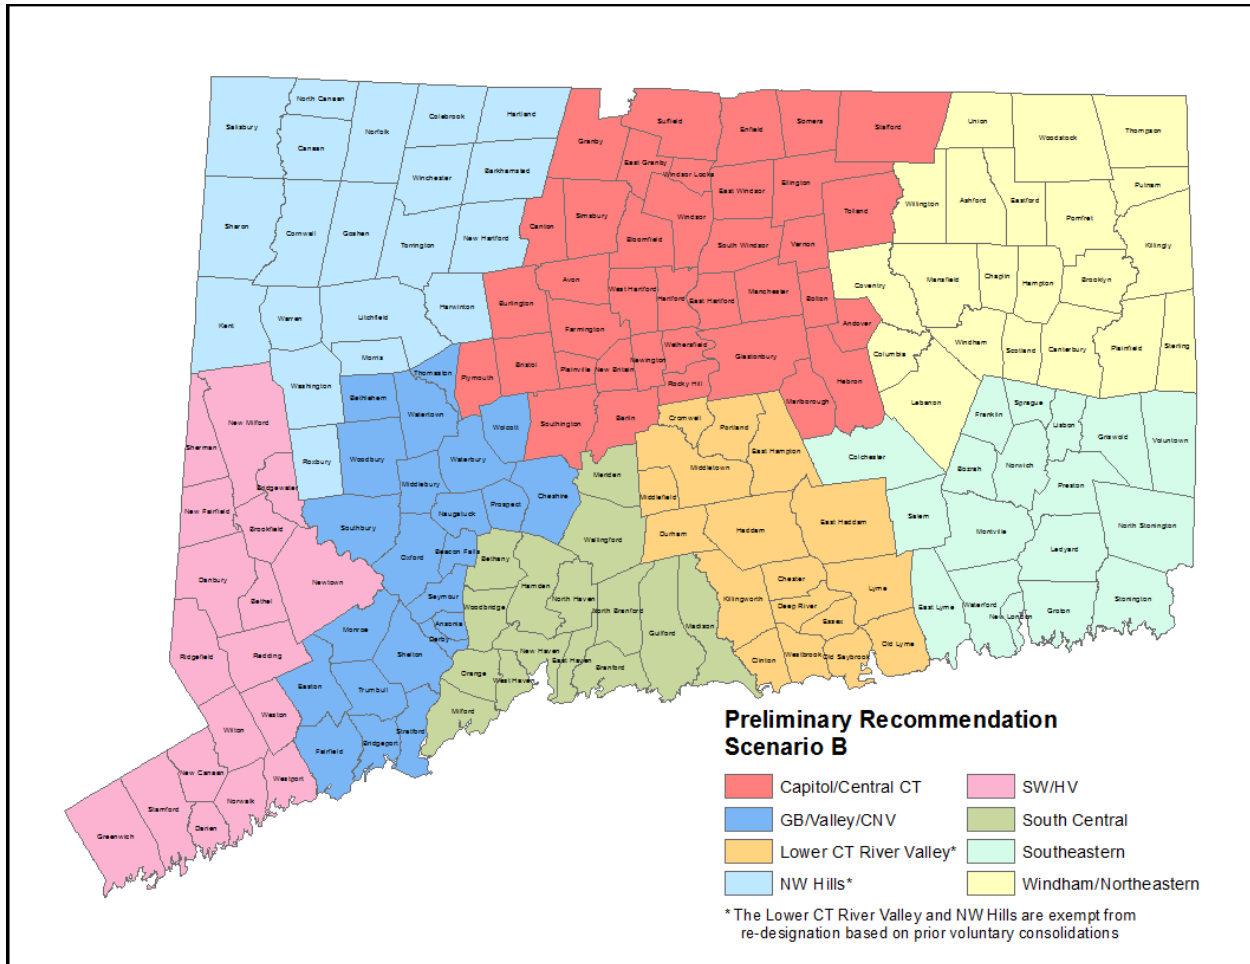 North Canaan
Salisbury
Canaan
Norfolk
Colebrook
Hartland
Suffield
Enfield
Somers
Stafford
Union
Woodstock
Thompson
Granby
East Granby
Windsor Locks
Winchester
Barkhamsted
East Windsor
Ellington
Willington
Ashford
Eastford
Pomfret
Putnam
Sharon
Cornwall
Goshen
Torrington
New Hartford
Canton
Simsbury
Bloomfield
Windsor
South Windsor
Vernon
Tolland
Killingly
Kent
Warren
Litchfield
Harwinton
Burlington
Avon
West Hartford
Hartford
East Hartford
Manchester
Bolton
Coventry
Mansfield
Chaplin
Hampton
Brooklyn
Andover
Farmington
Wethersfield
Glastonbury
Newington
Columbia
Windham
Scotland
Canterbury
Plainfield
Sterling
Morris
Washington
Thomaston
Plymouth
Bristol
Plainville
New Britain
Rocky Hill
Hebron
Marlborough
Lebanon
Bethlehem
Watertown
Wolcott
Southington
Berlin
Cromwell
Portland
East Hampton
Franklin
Sprague
Lisbon
Griswold
Voluntown
New Milford
Sherman
Roxbury
Woodbury
Waterbury
Middletown
Colchester
Bozrah
Norwich
Preston
Bridgewater
Middlebury
Prospect
Cheshire
Meriden
Middlefield
New Fairfield
Brookfield
Southbury
Naugatuck
Wallingford
Durham
Haddam
East Haddam
Salem
Montville
Ledyard
North Stonington
Oxford
Beacon Falls
Bethany
Hamden
Danbury
Bethel
Newtown
Seymour
Woodbridge
North Haven
North Branford
Guilford
Madison
Killingworth
Chester
Deep River
Essex
Lyme
East Lyme
Waterford
New London
Groton
Stonington
Monroe
Ansonia
Derby
Shelton
Ridgefield
Redding
Orange
New Haven
West Haven
East Haven
Branford
Clinton
Westbrook
Old Saybrook
Old Lyme
Easton
Trumbull
Milford
Weston
Wilton
Fairfield
Bridgeport
Stratford
New Canaan
Westport
Norwalk
Stamford
Darien
Greenwich
Preliminary Recommendation
Scenario B
Capitol/Central CT
SW/HV
GB/Valley/CNV
South Central
Lower CT River Valley*
Southeastern
NW Hills*
Windham/Northeastern
* The Lower CT River Valley and NW Hills are exempt from
re-designation based on prior voluntary consolidations